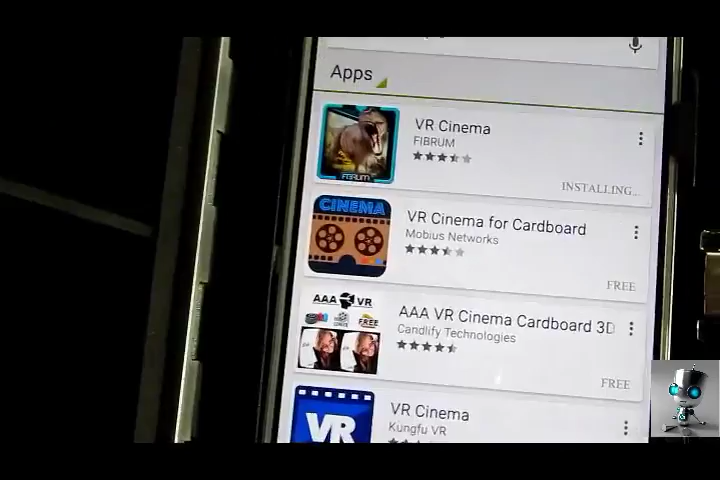 Apps
VR Cinema
FIBRUM
INSTALLING...
FIBRUM
CINEMA
VR Cinema for Cardboard
Mobius Networks
FREE
AAA VR
FREE
AAA VR Cinema Cardboard 3D
Candlify Technologies
FREE
VR
VR Cinema
Kungfu VR